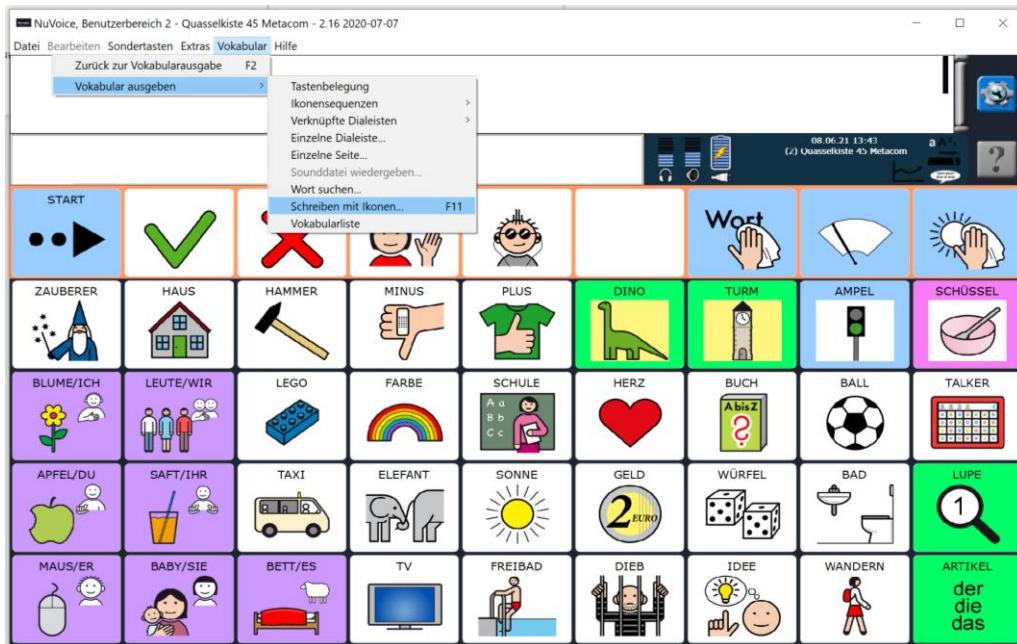 NuVoice, Benutzerbereich 2 - Quasselkiste 45 Metacom - 2.16 2020-07-07
Datei Bearbeiten Sondertasten Extras Vokabular Hilfe
Zurück zur Vokabularausgabe F2
Vokabular ausgeben
Tastenbelegung
Ikonensequenzen
Verknüpfte Dialeisten
Einzelne Dialeiste...
Einzelne Seite...
Sounddatei wiedergeben...
Wort suchen...
Schreiben mit Ikonen... F11
Vokabularliste
08.06.21 13:43
(2) Quasselkiste 45 Metacom
?
START
Wort
ZAUBERER HAUS HAMMER MINUS PLUS DINO TURM AMPEL SCHÜSSEL
BLUME/ICH LEUTE/WIR LEGO FARBE SCHULE HERZ BUCH BALL TALKER
A a
B b
C c
A bis Z
?
APFEL/DU SAFT/IHR TAXI ELEFANT SONNE GELD WÜRFEL BAD LUPE
2 EURO
1
MAUS/ER BABY/SIE BETT/ES TV FREIBAD DIEB IDEE WANDERN ARTIKEL
der
die
das